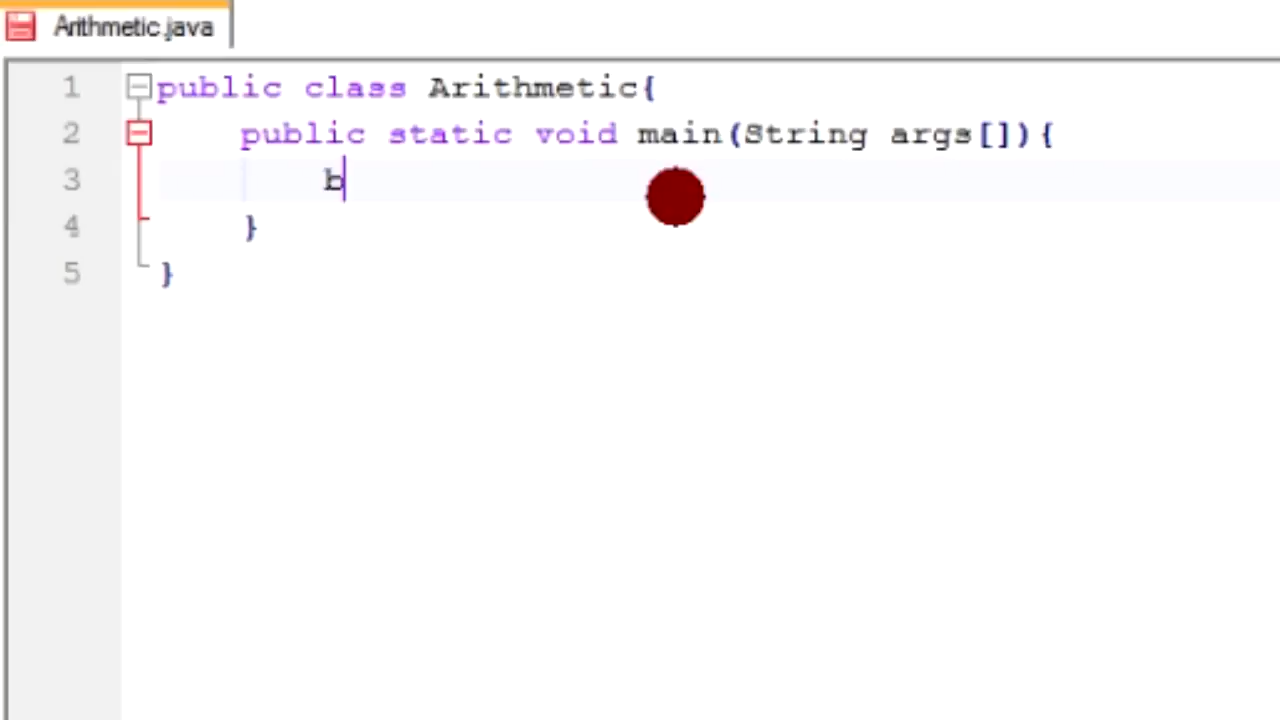 Arithmetic.java
1 public class Arithmetic{
2 public static void main(String args[]){
3 b
4 }
5 }